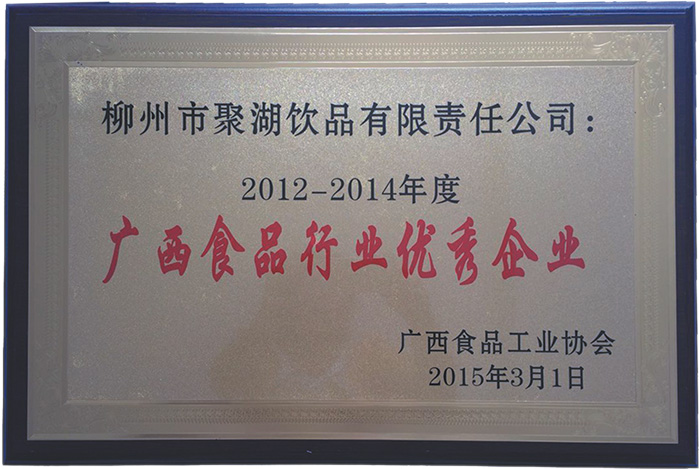 柳州市聚湖饮品有限责任公司：
2012-2014年度
广西食品行业优秀企业
广西食品工业协会
2015年3月1日